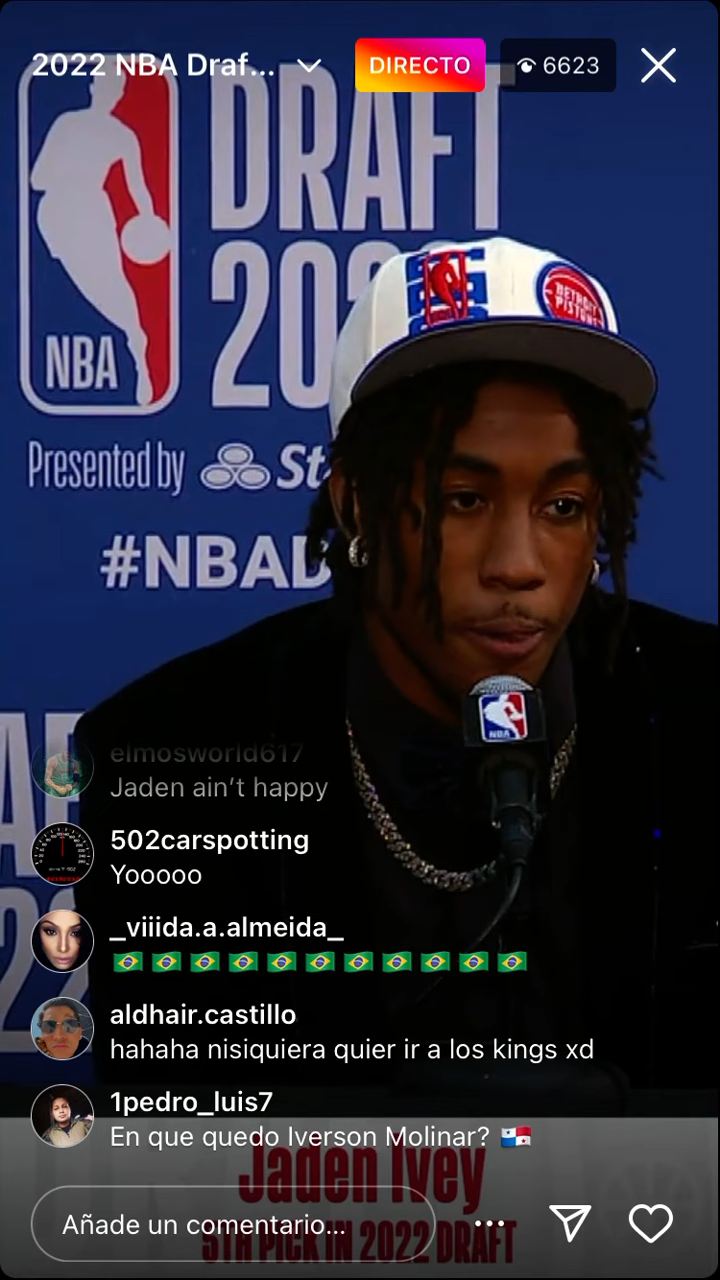 2022 NBA Draf...
DIRECTO
6623
DRAFT
NBA
Presented by
#NBAD
DETROIT
PISTONS
NBA
elmosworld617
Jaden ain't happy
502carspotting
Yooooo
_viiida.a.almeida_
🇧🇷🇧🇷🇧🇷🇧🇷🇧🇷🇧🇷🇧🇷🇧🇷🇧🇷🇧🇷🇧🇷
aldhair.castillo
hahaha nisiquiera quier ir a los kings xd
1pedro_luis7
En que quedo Iverson Molinar? 🇵🇦
Jaden Ivey
Añade un comentario...
5TH PICK IN 2022 DRAFT